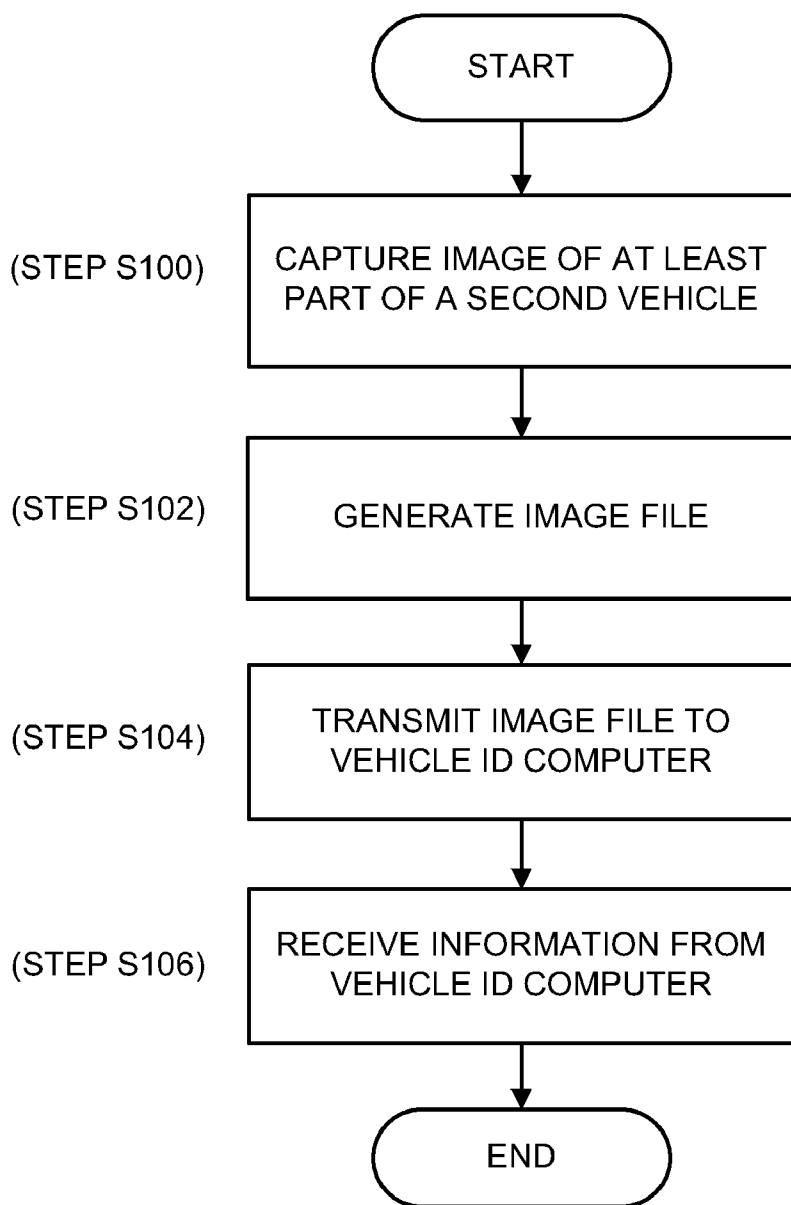 START
(STEP S100)
CAPTURE IMAGE OF AT LEAST
PART OF A SECOND VEHICLE
(STEP S102)
GENERATE IMAGE FILE
(STEP S104)
TRANSMIT IMAGE FILE TO
VEHICLE ID COMPUTER
(STEP S106)
RECEIVE INFORMATION FROM
VEHICLE ID COMPUTER
END